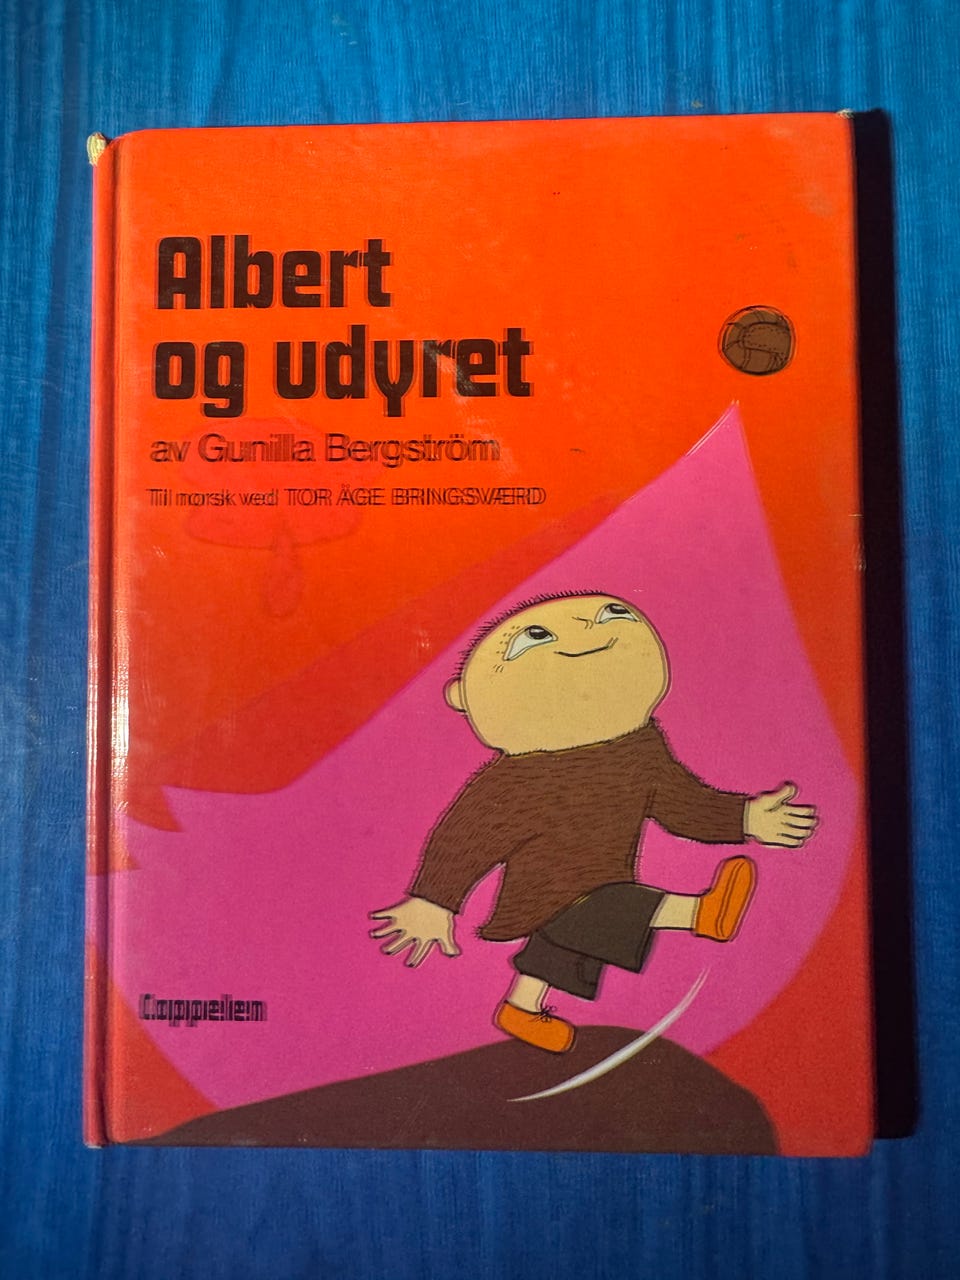 Albert
og udyret
av Gunilla Bergström
Til norsk ved TOR ÅGE BRINGSVÆRD
Cappelen